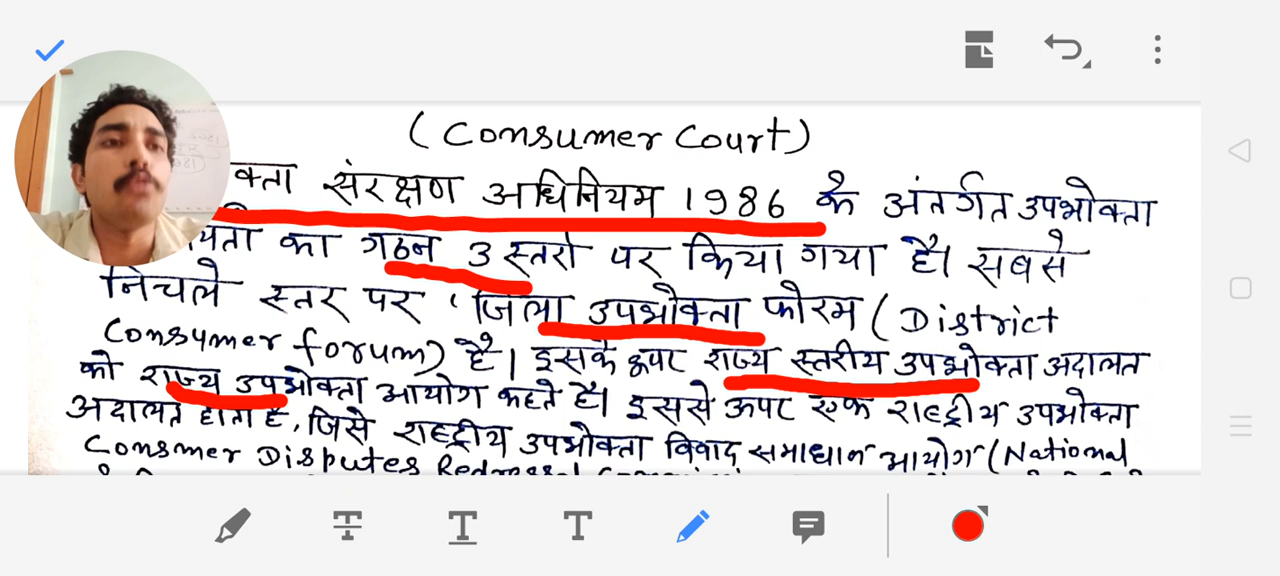 (Consumer Court)
क्ता संरक्षण अधिनियम 1986 के अंतर्गत उपभोक्ता
का गठन 3 स्तरो पर किया गया है। सबसे
निचले स्तर पर ' जिला उपभोक्ता फोरम (District
Consumer forum) है। इसके ऊपर राज्य स्तरीय उपभोक्ता अदालत
को राज्य उपभोक्ता आयोग कहते हैं। इससे ऊपर एक राष्ट्रीय उपभोक्ता
अदालत होता है, जिसे राष्ट्रीय उपभोक्ता विवाद समाधान आयोग (National
Consmer Disputes Redressal